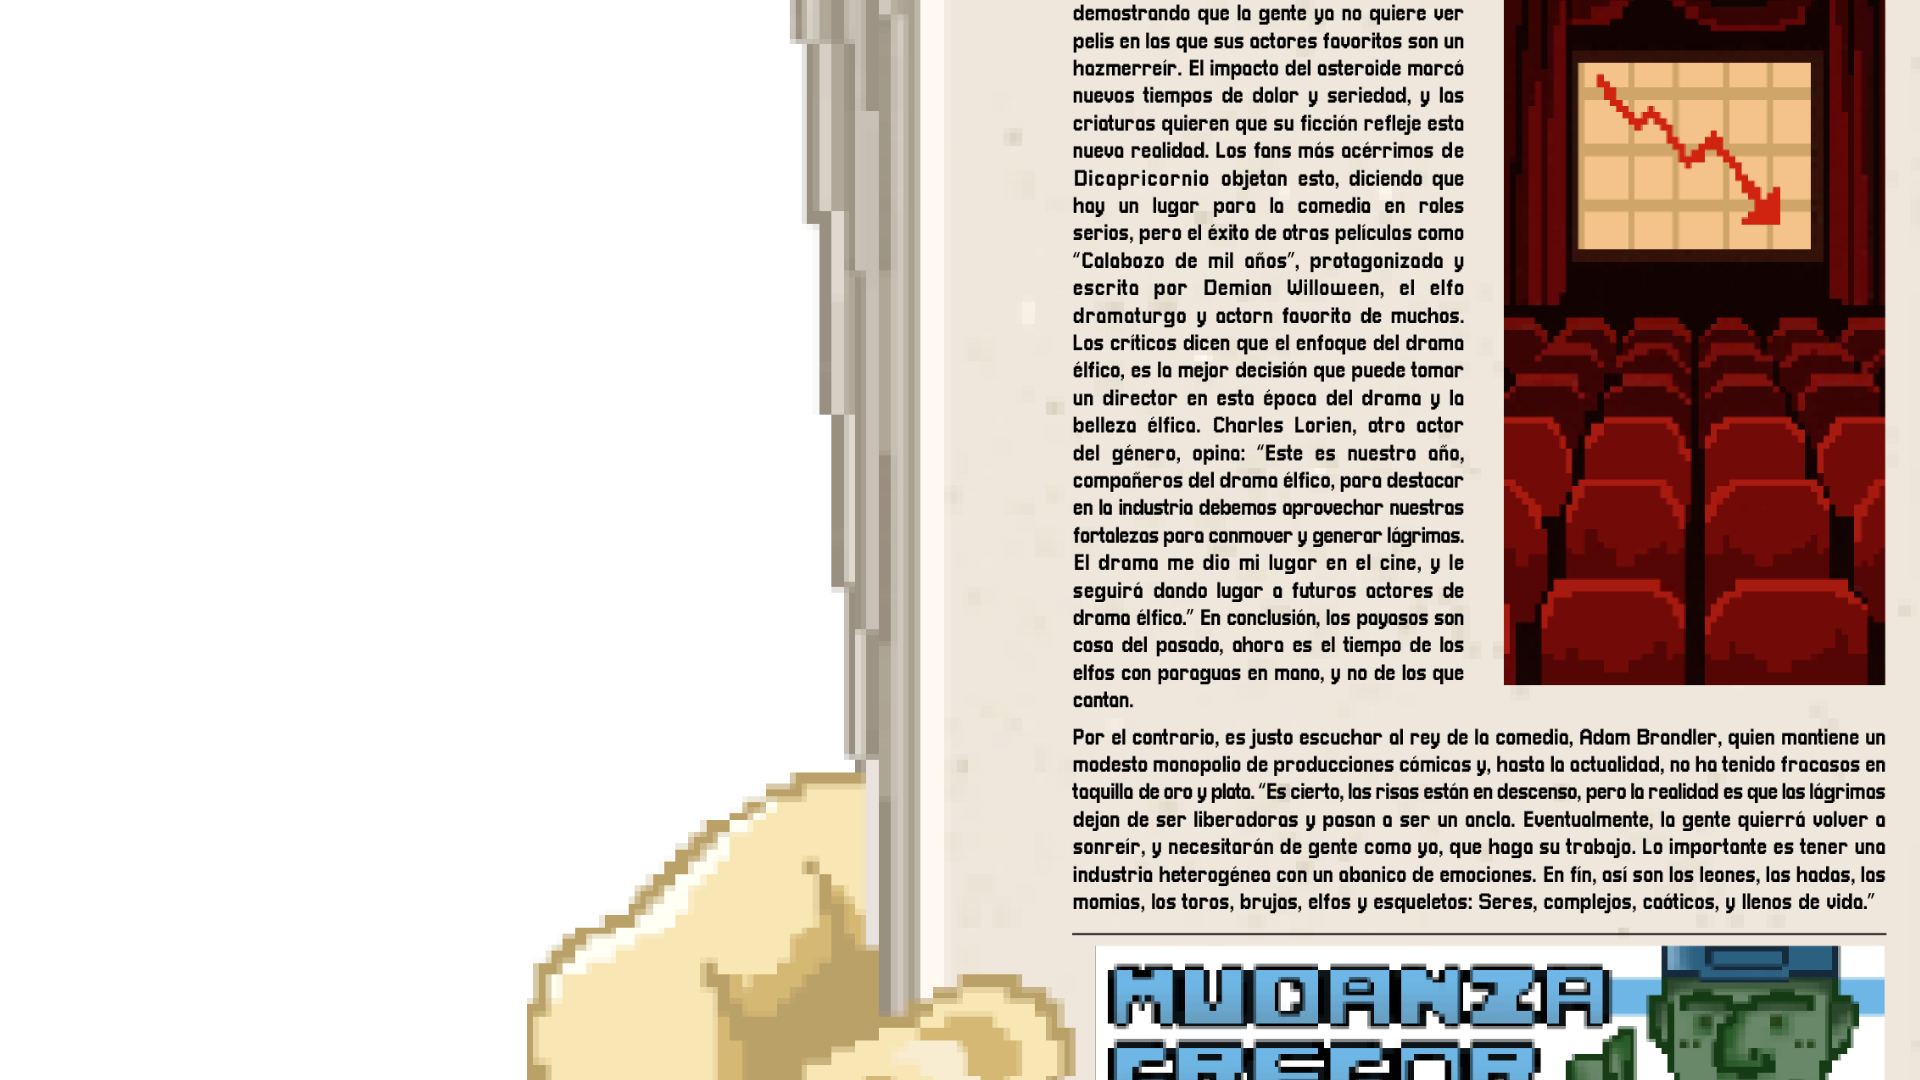 demostrando que la gente ya no quiere ver
pelis en las que sus actores favoritos son un
hazmerreír. El impacto del asteroide marcó
nuevos tiempos de dolor y seriedad, y las
criaturas quieren que su ficción refleje esta
nueva realidad. Los fans más acérrimos de
Dicapricornio objetan esto, diciendo que
hay un lugar para la comedia en roles
serios, pero el éxito de otras películas como
"Calabozo de mil años", protagonizada y
escrita por Demian Willoween, el elfo
dramaturgo y actorn favorito de muchos.
Los críticos dicen que el enfoque del drama
élfico, es la mejor decisión que puede tomar
un director en esta época del drama y la
belleza élfica. Charles Lorien, otro actor
del género, opina: "Este es nuestro año,
compañeros del drama élfico, para destacar
en la industria debemos aprovechar nuestras
fortalezas para conmover y generar lágrimas.
El drama me dio mi lugar en el cine, y le
seguirá dando lugar a futuros actores de
drama élfico." En conclusión, los payasos son
cosa del pasado, ahora es el tiempo de los
elfos con paraguas en mano, y no de los que
cantan.
Por el contrario, es justo escuchar al rey de la comedia, Adam Brandler, quien mantiene un
modesto monopolio de producciones cómicas y, hasta la actualidad, no ha tenido fracasos en
taquilla de oro y plata. "Es cierto, las risas están en descenso, pero la realidad es que las lágrimas
dejan de ser liberadoras y pasan a ser un ancla. Eventualmente, la gente querrá volver a
sonreír, y necesitarán de gente como yo, que haga su trabajo. Lo importante es tener una
industria heterogénea con un abanico de emociones. En fín, así son los leones, las hadas, las
momias, los toros, brujas, elfos y esqueletos: Seres, complejos, caóticos, y llenos de vida."
MUDANZA